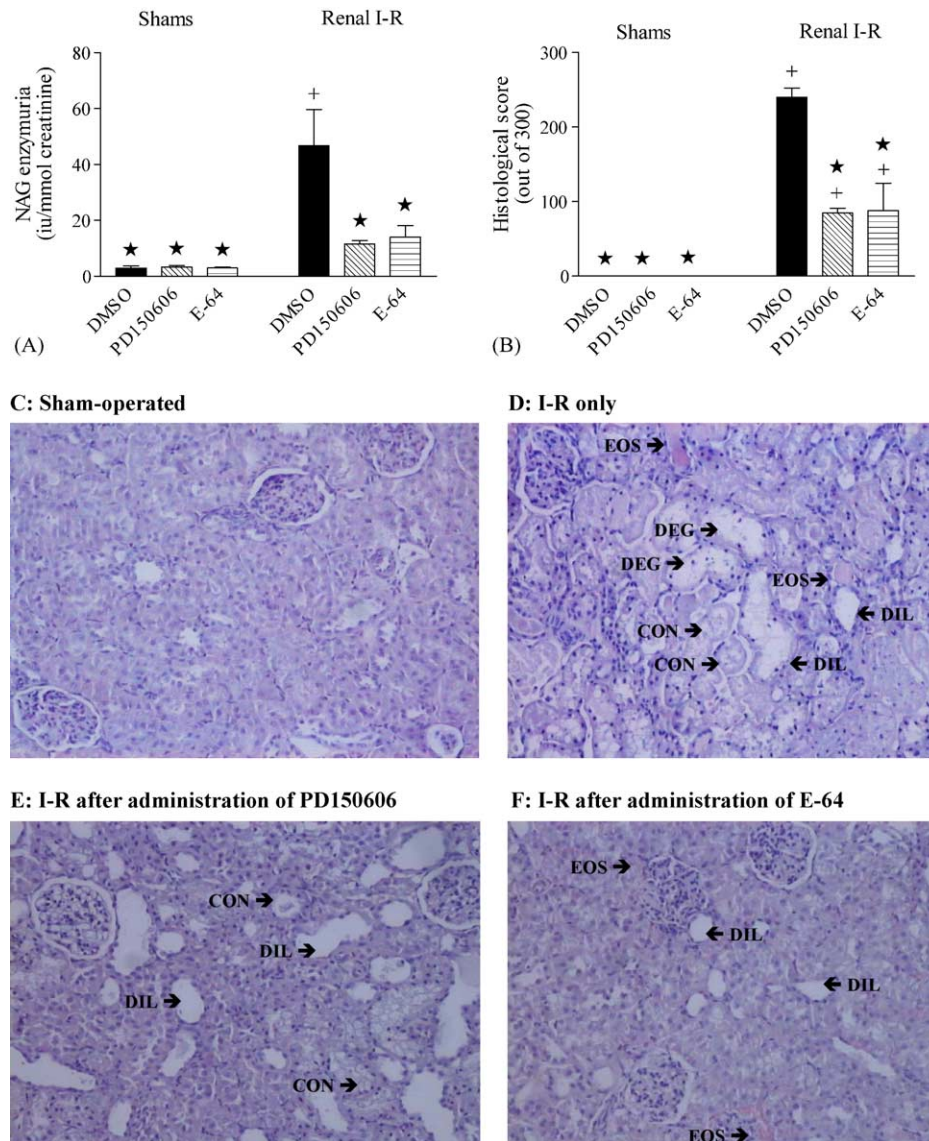 Shams Renal I-R
NAG enzymuria
(iu/mmol creatinine)
80
60
40
20
0
+
★ ★ ★ ★ ★
DMSO PD150606 E-64 DMSO PD150606 E-64
(A)
Shams Renal I-R
Histological score
(out of 300)
300
200
100
0
+
★ ★
+ +
★ ★ ★
DMSO PD150606 E-64 DMSO PD150606 E-64
(B)
C: Sham-operated
D: I-R only
EOS →
DEG →
DEG →
EOS →
← DIL
CON →
CON →
← DIL
E: I-R after administration of PD150606
CON →
DIL →
DIL →
CON →
F: I-R after administration of E-64
EOS →
← DIL
← DIL
EOS →